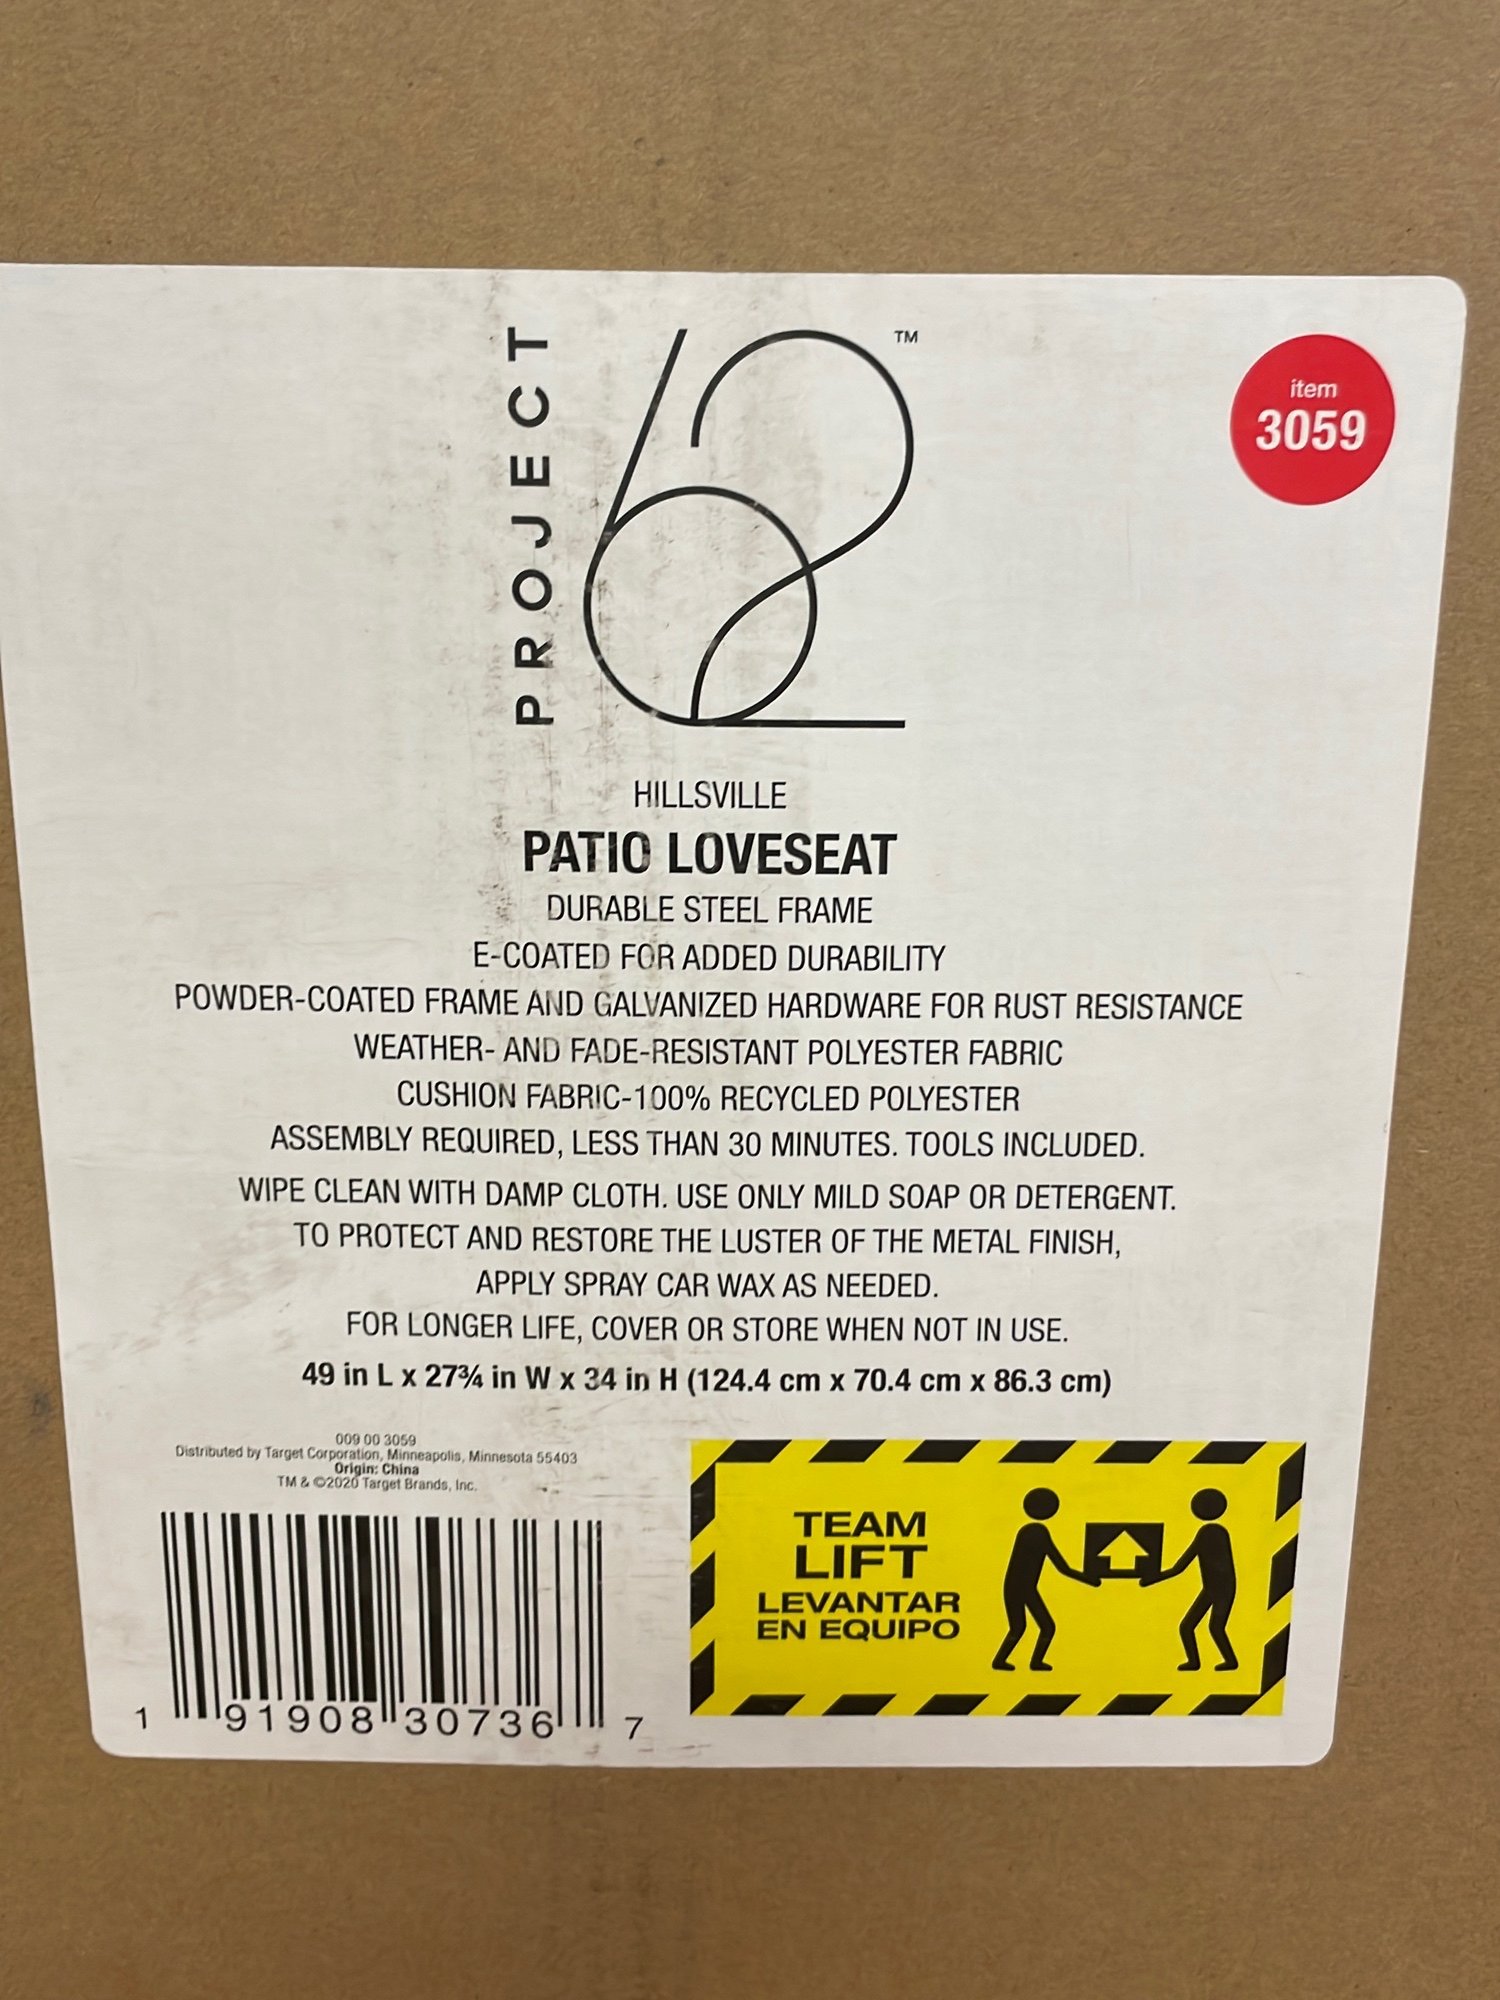 PROJECT
62
TM
item
3059
HILLSVILLE
PATIO LOVESEAT
DURABLE STEEL FRAME
E-COATED FOR ADDED DURABILITY
POWDER-COATED FRAME AND GALVANIZED HARDWARE FOR RUST RESISTANCE
WEATHER- AND FADE-RESISTANT POLYESTER FABRIC
CUSHION FABRIC-100% RECYCLED POLYESTER
ASSEMBLY REQUIRED, LESS THAN 30 MINUTES. TOOLS INCLUDED.
WIPE CLEAN WITH DAMP CLOTH. USE ONLY MILD SOAP OR DETERGENT.
TO PROTECT AND RESTORE THE LUSTER OF THE METAL FINISH,
APPLY SPRAY CAR WAX AS NEEDED.
FOR LONGER LIFE, COVER OR STORE WHEN NOT IN USE.
49 in L x 27¾ in W x 34 in H (124.4 cm x 70.4 cm x 86.3 cm)
009 00 3059
Distributed by Target Corporation, Minneapolis, Minnesota 55403
Origin: China
TM & ©2020 Target Brands, Inc.
1 91908 30736 7
TEAM
LIFT
LEVANTAR
EN EQUIPO